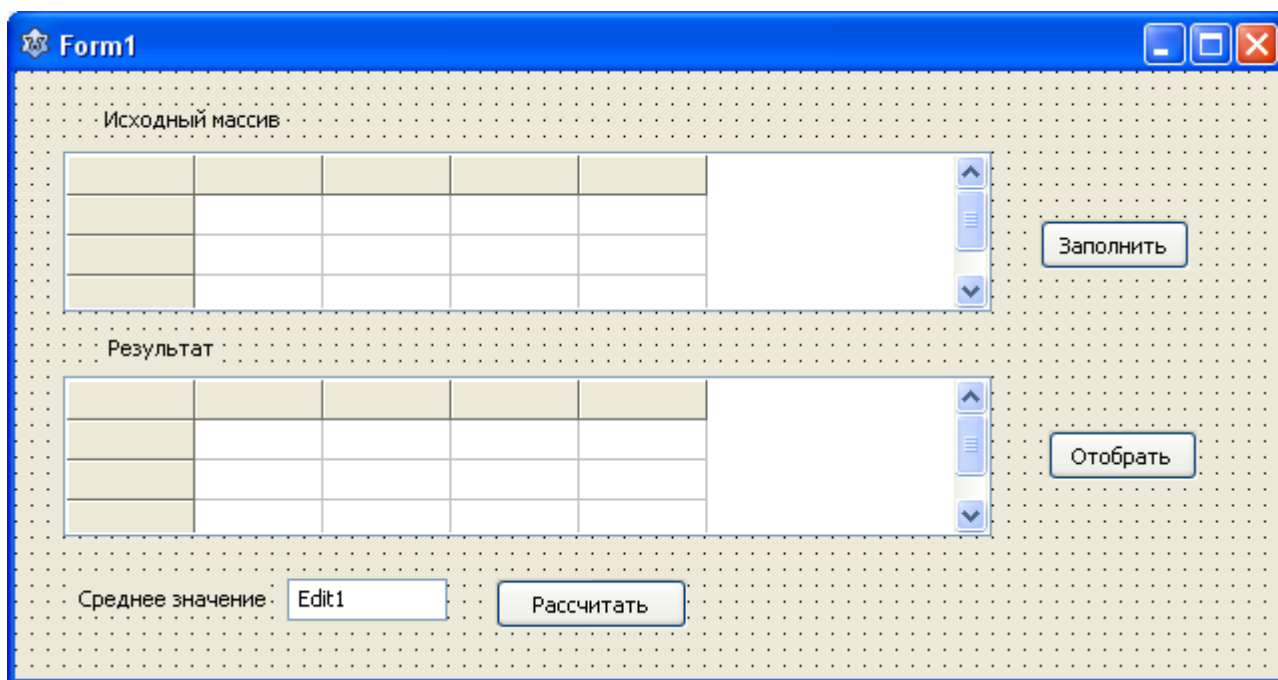 Form1
Исходный массив
Заполнить
Результат
Отобрать
Среднее значение Edit1 Рассчитать